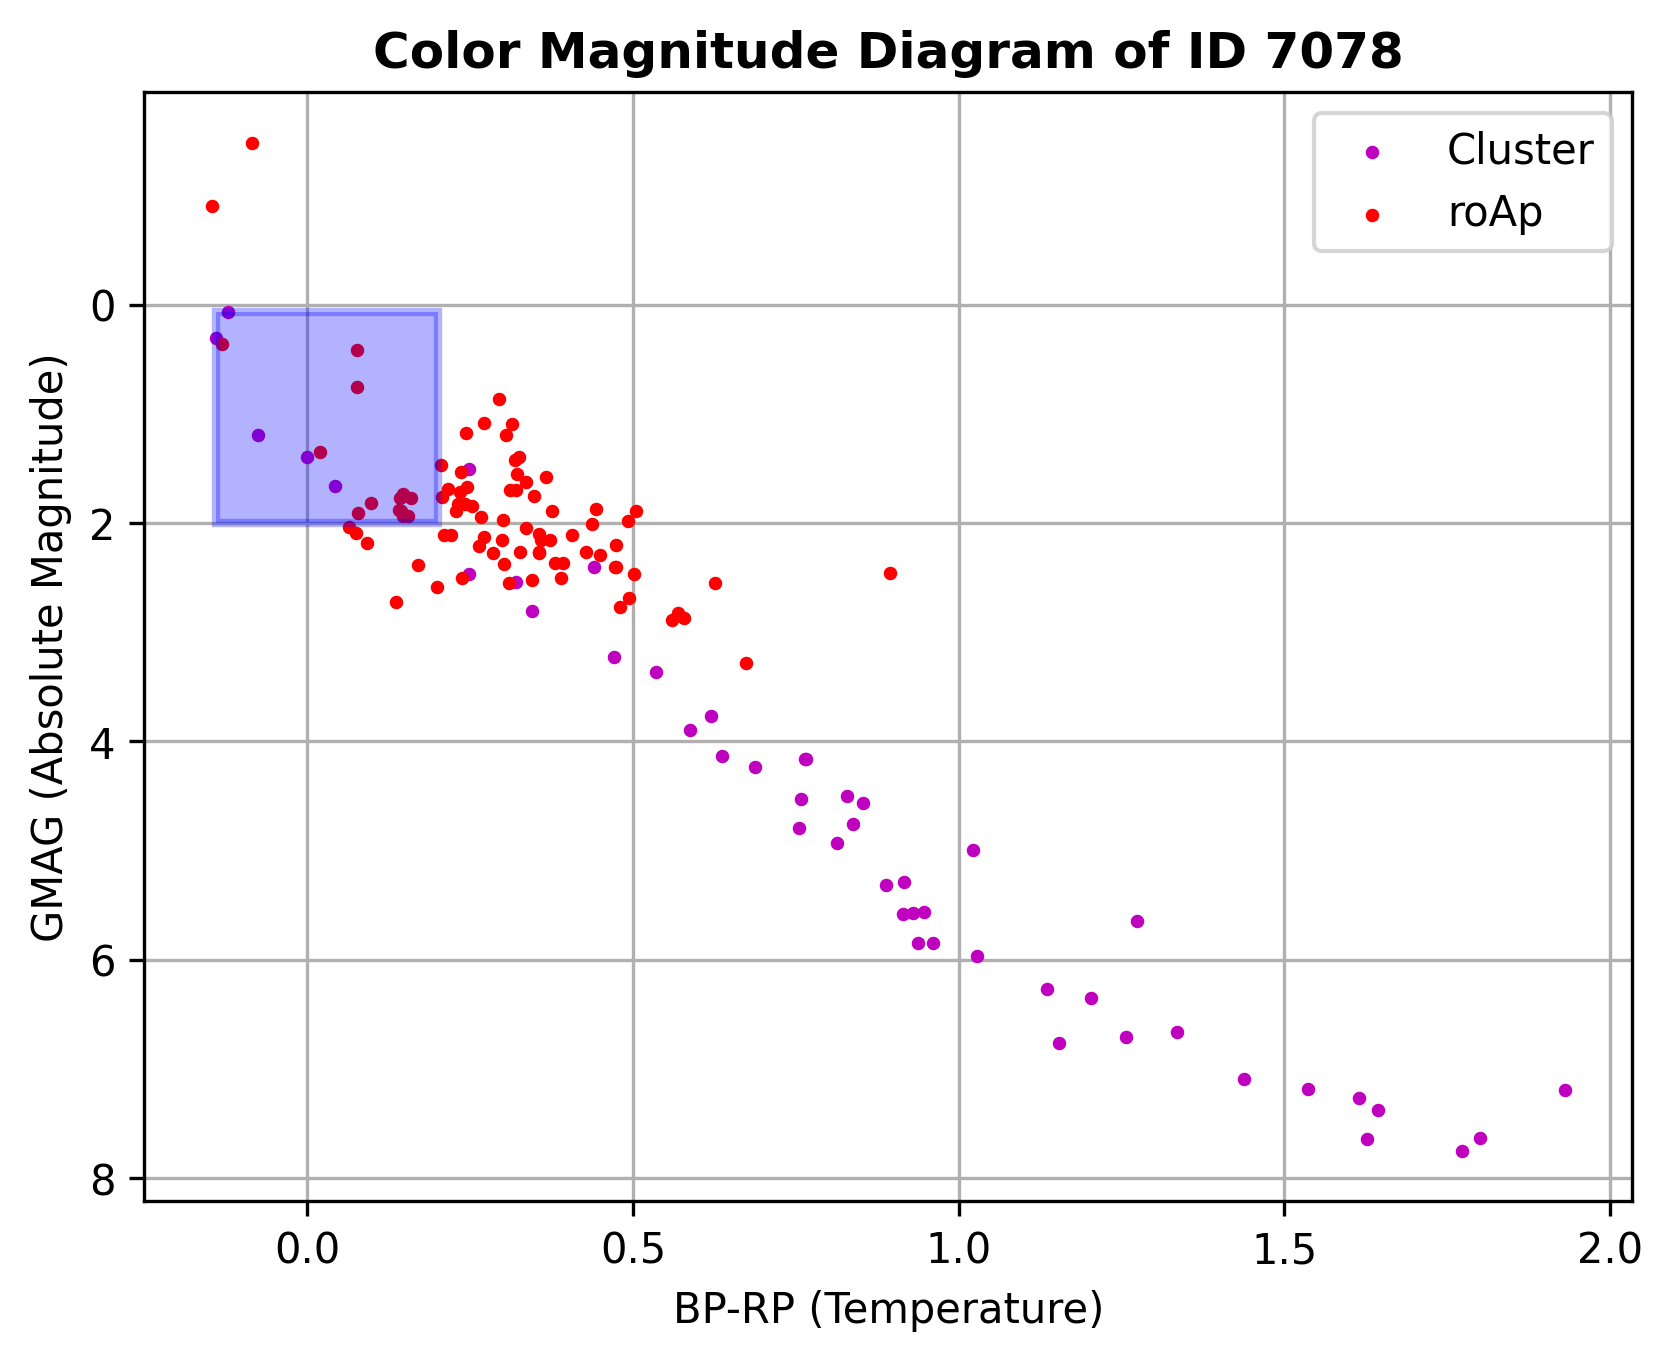 Color Magnitude Diagram of ID 7078
Cluster
roAp
GMAG (Absolute Magnitude)
0
2
4
6
8
0.0
0.5
1.0
1.5
2.0
BP-RP (Temperature)